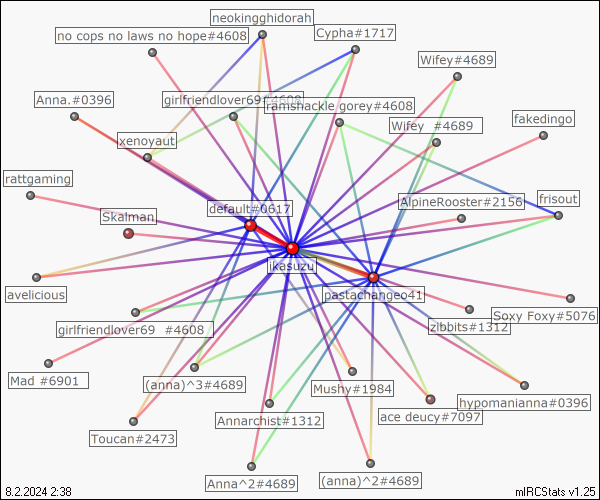 neokingghidorah
no cops no laws no hope#4608
Cypha#1717
Wifey#4689
Anna.#0396
girlfriendlover69#4608
ramshackle gorey#4608
fakedingo
xenoyaut
Wifey #4689
rattgaming
AlpineRooster#2156
frisout
default#0617
Skalman
ikasuzu
avelicious
pastachangeo41
Soxy Foxy#5076
girlfriendlover69 #4608
zibbits#1312
Mad #6901
(anna)^3#4689
Mushy#1984
hypomanianna#0396
Annarchist#1312
ace deucy#7097
Toucan#2473
Anna^2#4689
(anna)^2#4689
8.2.2024 2:38
mIRCStats v1.25